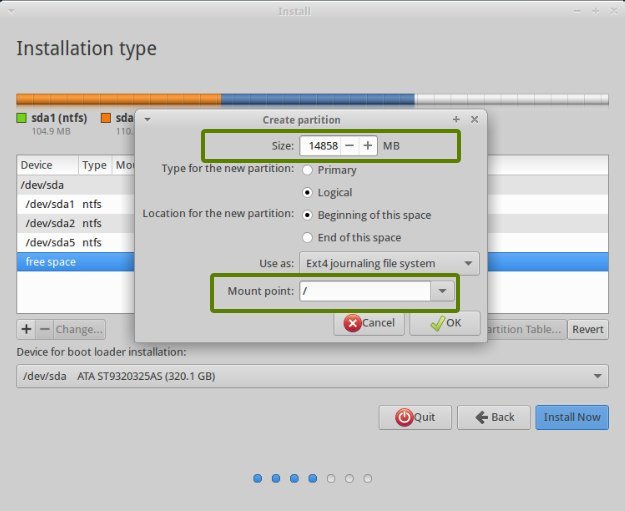 Install
Installation type
sda1 (ntfs) sda
104.9 MB 110.
Create partition
Size: 14858 − + MB
Type for the new partition: Primary
Logical
Location for the new partition: Beginning of this space
End of this space
Use as: Ext4 journaling file system
Mount point: /
Cancel OK
Device Type Mou
/dev/sda
/dev/sda1 ntfs
/dev/sda2 ntfs
/dev/sda5 ntfs
free space
+ − Change... Partition Table... Revert
Device for boot loader installation:
/dev/sda ATA ST9320325AS (320.1 GB)
Quit Back Install Now